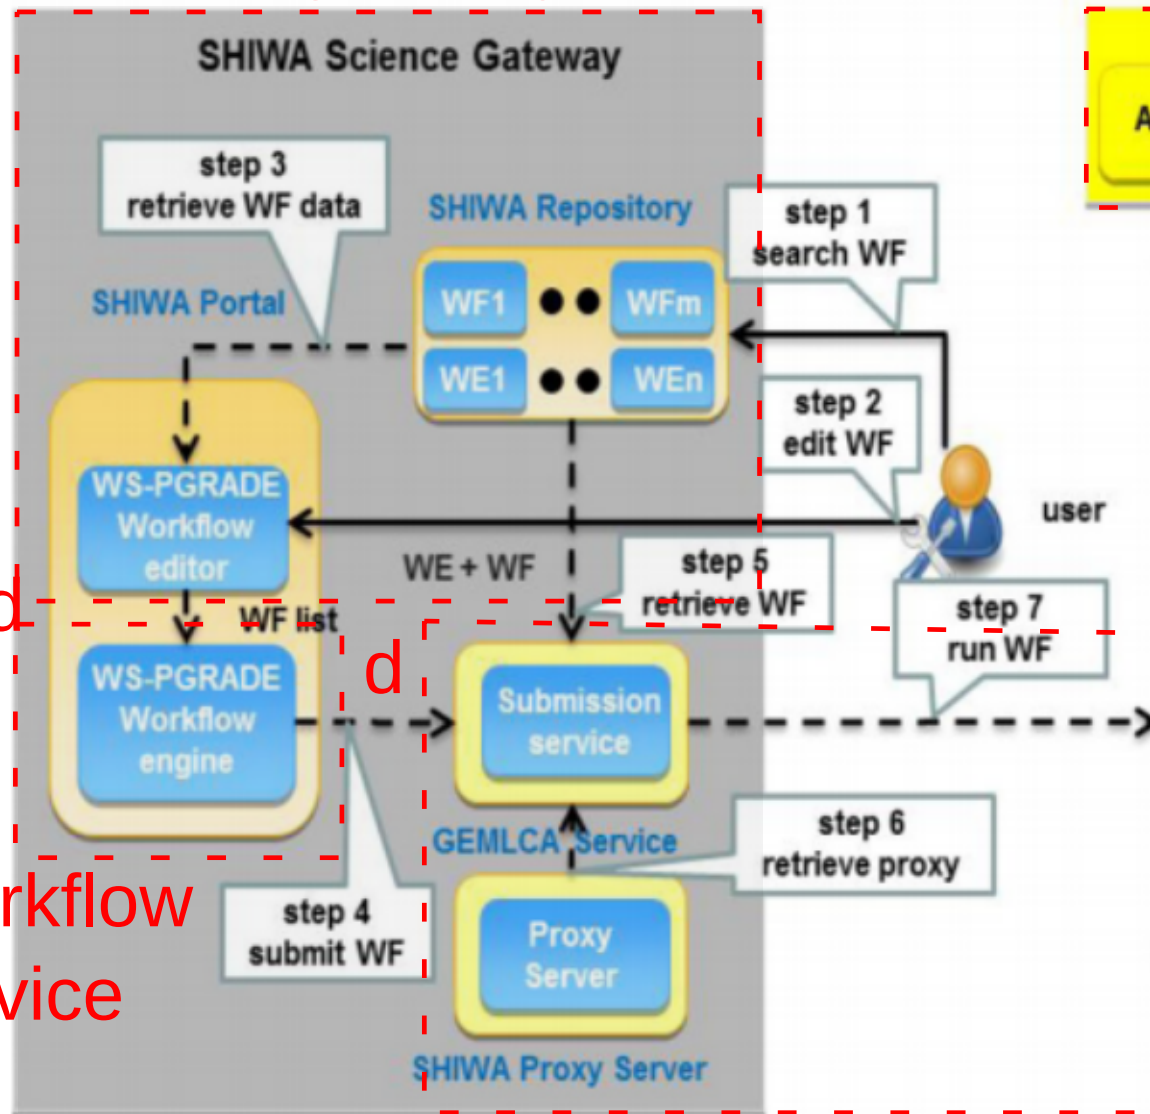 SHIWA Science Gateway
A
step 3
retrieve WF data
SHIWA Repository
step 1
search WF
SHIWA Portal
WF1
WFm
WE1
WEn
step 2
edit WF
WS-PGRADE
Workflow
editor
user
WE + WF
step 5
retrieve WF
d
WF list
step 7
run WF
d
WS-PGRADE
Workflow
engine
Submission
service
GEMLCA Service
step 6
retrieve proxy
rkflow
step 4
submit WF
Proxy
Server
vice
SHIWA Proxy Server